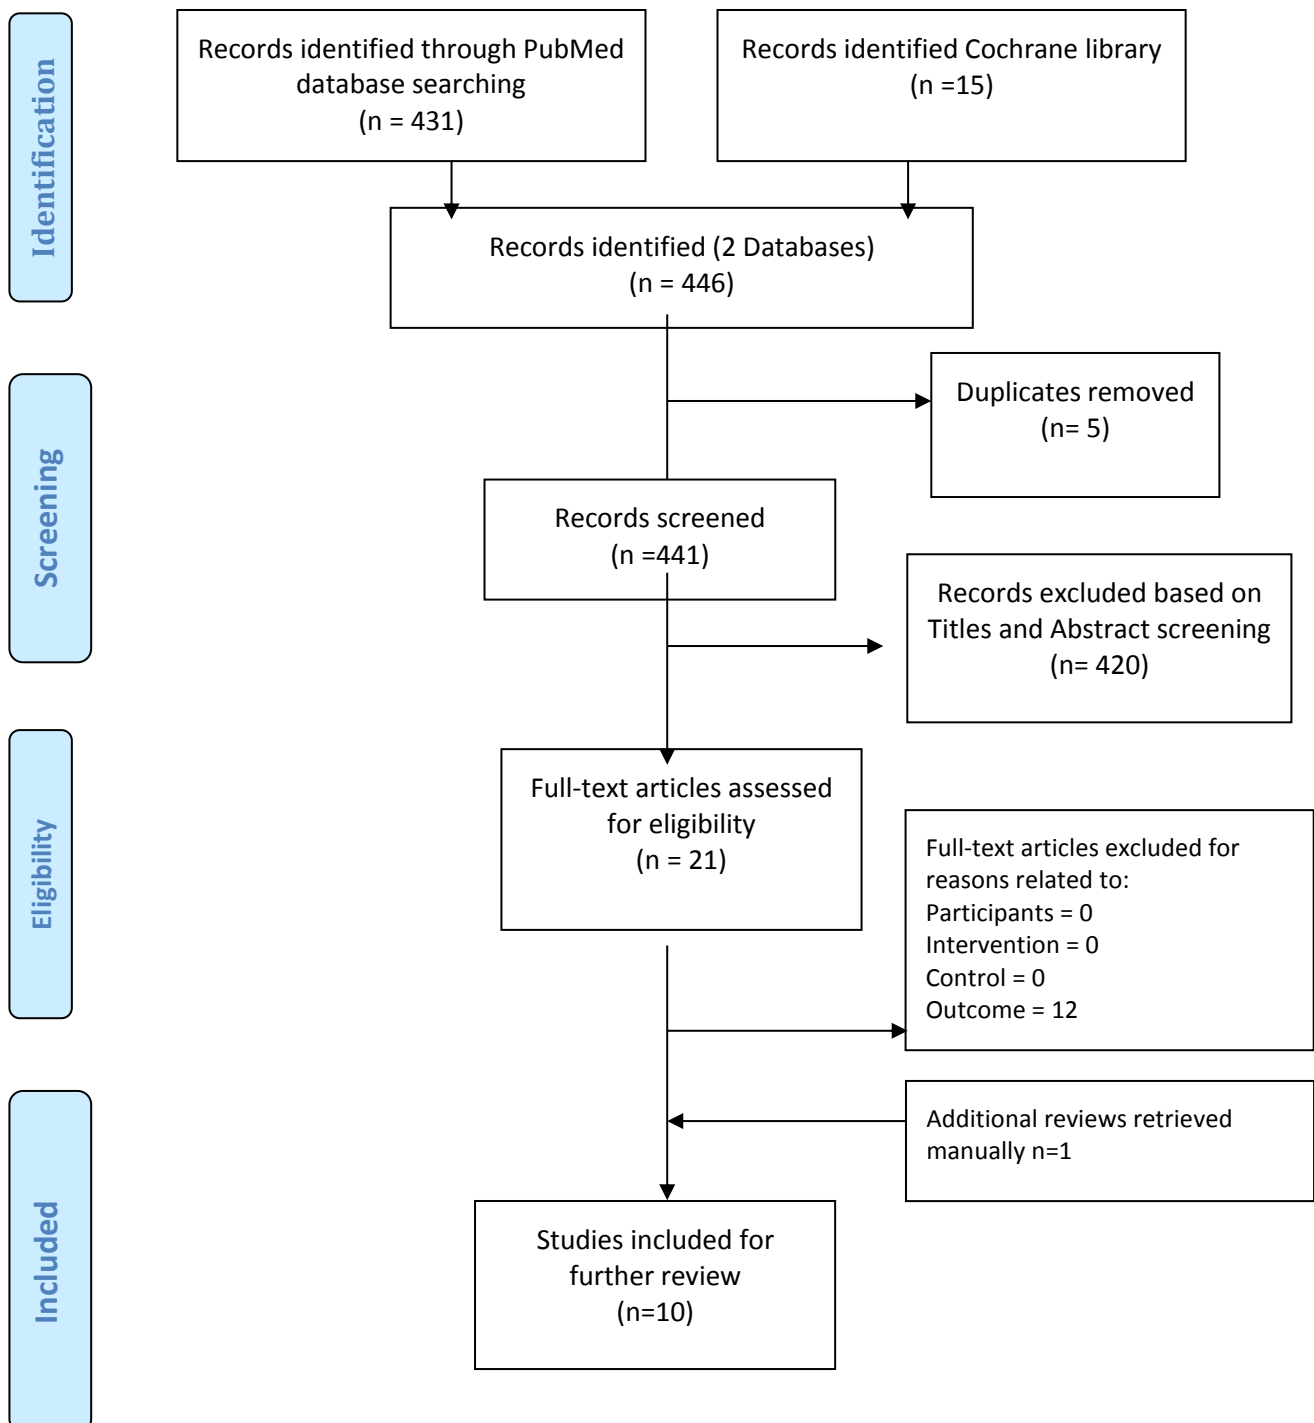 Identification
Records identified through PubMed
database searching
(n = 431)
Records identified Cochrane library
(n =15)
Records identified (2 Databases)
(n = 446)
Screening
Duplicates removed
(n= 5)
Records screened
(n =441)
Records excluded based on
Titles and Abstract screening
(n= 420)
Eligibility
Full-text articles assessed
for eligibility
(n = 21)
Full-text articles excluded for
reasons related to:
Participants = 0
Intervention = 0
Control = 0
Outcome = 12
Included
Additional reviews retrieved
manually n=1
Studies included for
further review
(n=10)